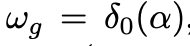 ω_g = δ_0(α),